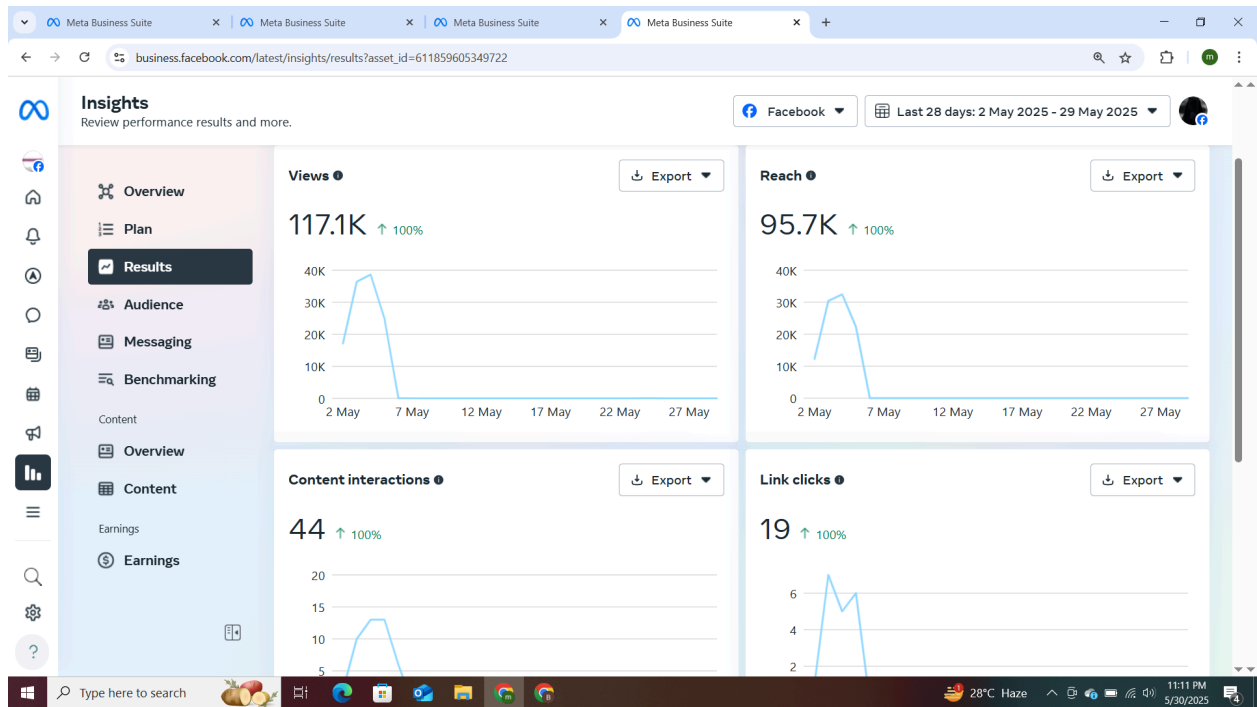 Meta Business Suite
Meta Business Suite
Meta Business Suite
Meta Business Suite
business.facebook.com/latest/insights/results?asset_id=611859605349722
m
Insights
Review performance results and more.
Facebook
Last 28 days: 2 May 2025 - 29 May 2025
Overview
Plan
Results
Audience
Messaging
Benchmarking
Content
Overview
Content
Earnings
Earnings
Views
Export
117.1K
100%
40K
30K
20K
10K
0
2 May 7 May 12 May 17 May 22 May 27 May
Reach
Export
95.7K
100%
40K
30K
20K
10K
0
2 May 7 May 12 May 17 May 22 May 27 May
Content interactions
Export
44
100%
20
15
10
5
Link clicks
Export
19
100%
6
4
2
Type here to search
m
B
1
28°C Haze
11:11 PM
5/30/2025
4